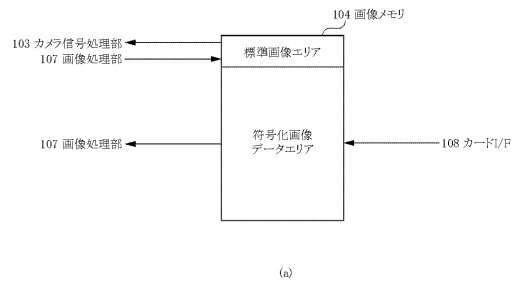 104 画像メモリ
103 カメラ信号処理部
標準画像エリア
107 画像処理部
符号化画像
データエリア
107 画像処理部
108 カードI/F
(a)